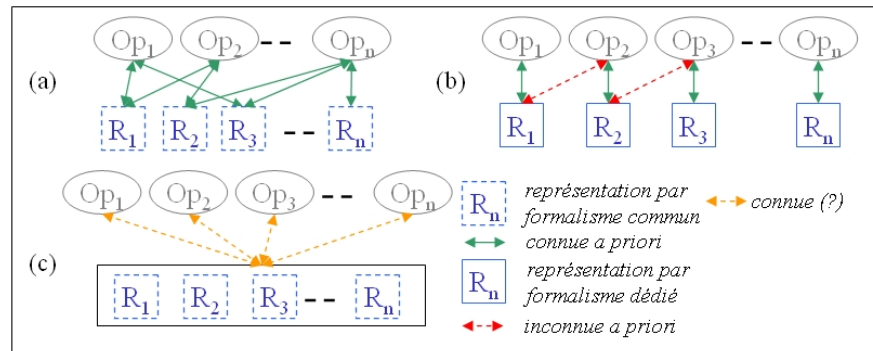 Op1 Op2 -- Opn
(a)
R1 R2 R3 -- Rn
Op1 Op2 Op3 -- Opn
(b)
R1 R2 R3 Rn
Op1 Op2 Op3 -- Opn
(c)
R1 R2 R3 -- Rn
Rn représentation par
formalisme commun
connue (?)
connue a priori
Rn représentation par
formalisme dédié
inconnue a priori